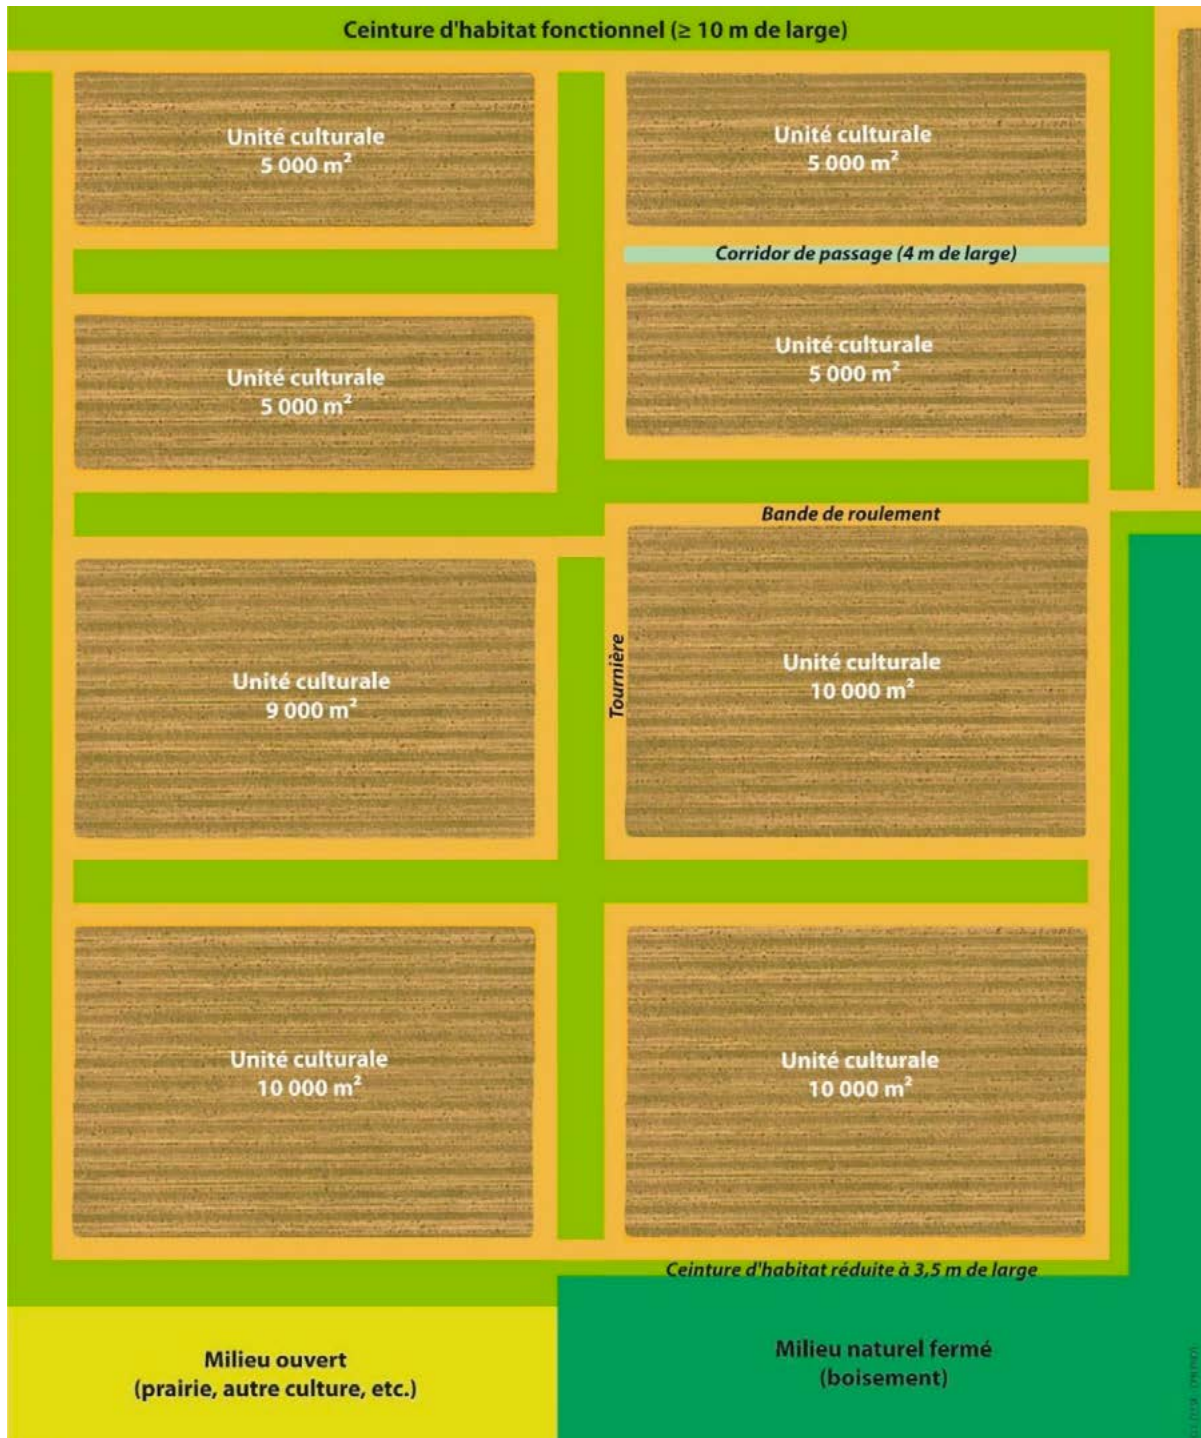 Ceinture d'habitat fonctionnel (≥ 10 m de large)
Unité culturale
5 000 m²
Unité culturale
5 000 m²
Corridor de passage (4 m de large)
Unité culturale
5 000 m²
Unité culturale
5 000 m²
Bande de roulement
Tournière
Unité culturale
9 000 m²
Unité culturale
10 000 m²
Unité culturale
10 000 m²
Unité culturale
10 000 m²
Ceinture d'habitat réduite à 3,5 m de large
Milieu ouvert
(prairie, autre culture, etc.)
Milieu naturel fermé
(boisement)